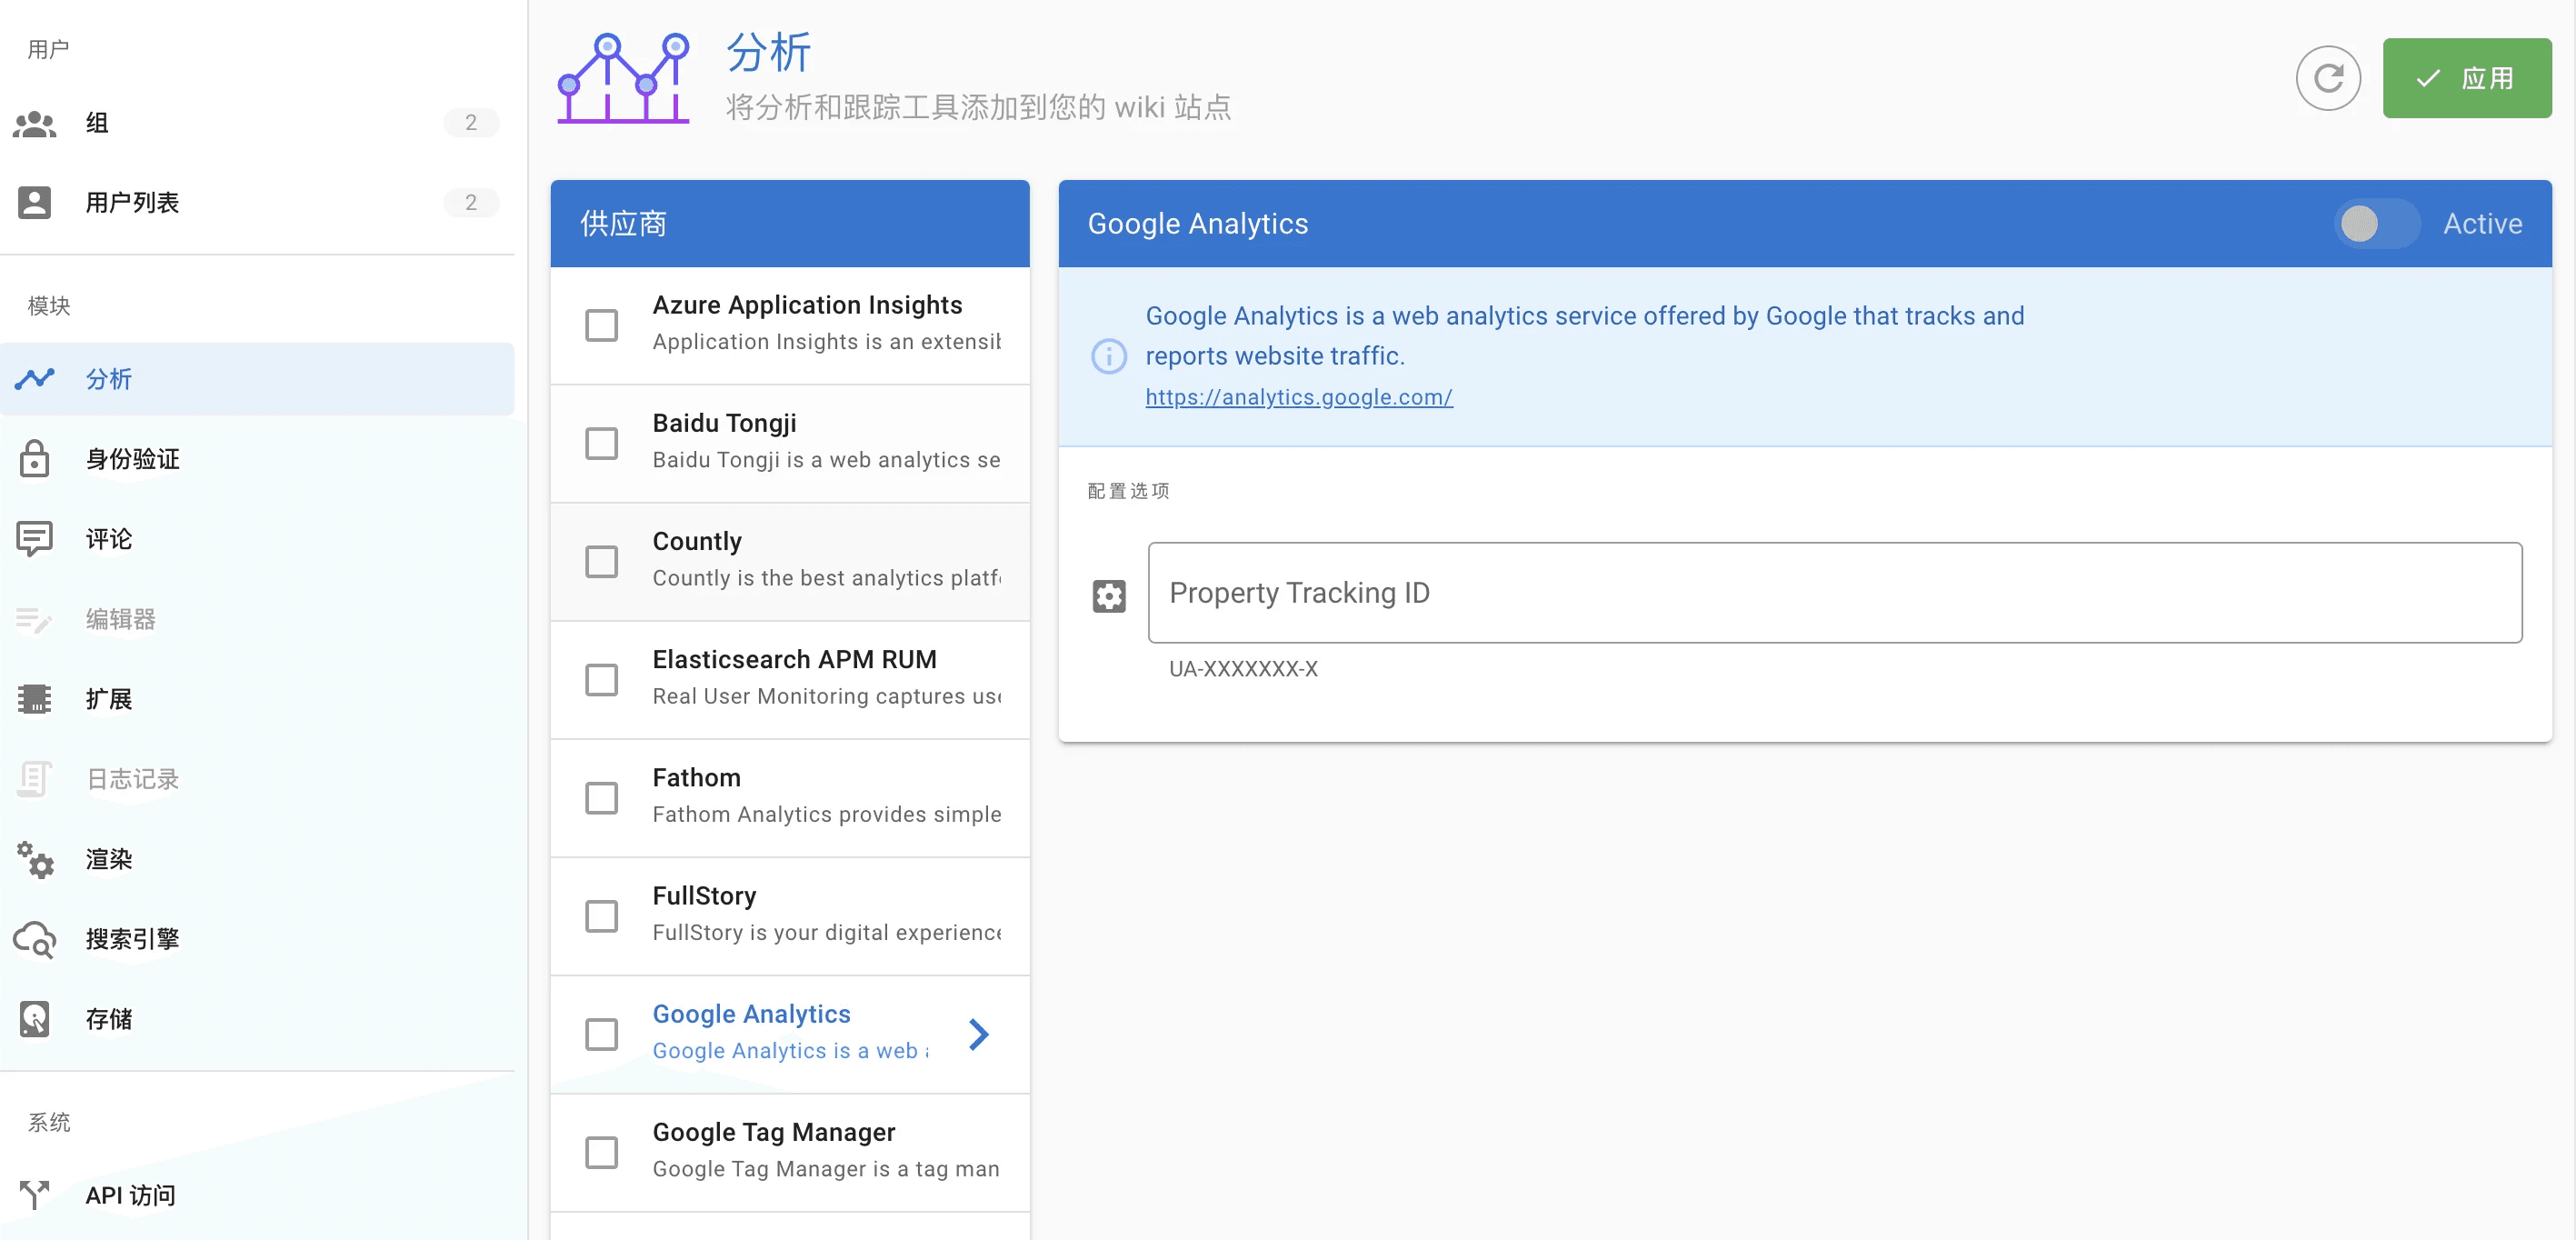 用户
组 2
用户列表 2
模块
分析
身份验证
评论
编辑器
扩展
日志记录
渲染
搜索引擎
存储
系统
API 访问
分析
将分析和跟踪工具添加到您的 wiki 站点
应用
供应商
Azure Application Insights
Application Insights is an extensib
Baidu Tongji
Baidu Tongji is a web analytics se
Countly
Countly is the best analytics platf
Elasticsearch APM RUM
Real User Monitoring captures use
Fathom
Fathom Analytics provides simple
FullStory
FullStory is your digital experience
Google Analytics
Google Analytics is a web
Google Tag Manager
Google Tag Manager is a tag man
Google Analytics
Active
Google Analytics is a web analytics service offered by Google that tracks and
reports website traffic.
https://analytics.google.com/
配置选项
Property Tracking ID
UA-XXXXXXX-X